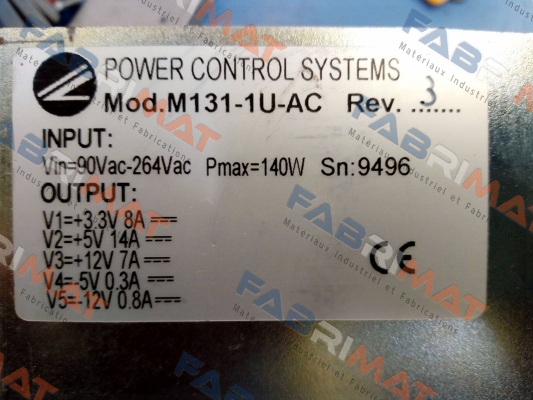 POWER CONTROL SYSTEMS
Mod.M131-1U-AC Rev. 3.......
INPUT:
Vin=90Vac-264Vac Pmax=140W Sn:9496
OUTPUT:
V1=+3.3V 8A
V2=+5V 14A
V3=+12V 7A
V4=-5V 0.3A
V5=-12V 0.8A
CE
FABRIMAT
Materiaux Industriel et Fabrications